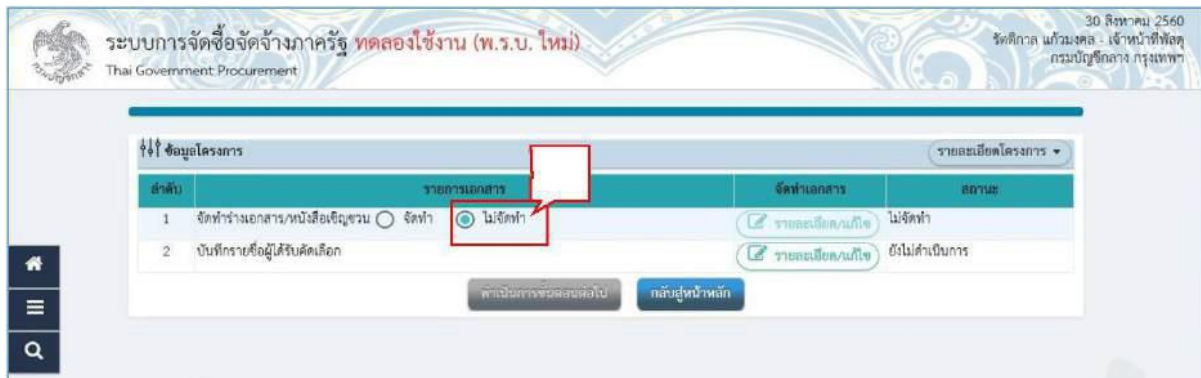 30 สิงหาคม 2560
ระบบการจัดซื้อจัดจ้างภาครัฐ ทดลองใช้งาน (พ.ร.บ. ใหม่)
รัตติกาล แก้วมงคล - เจ้าหน้าที่พัสดุ
กรมบัญชีกลาง กรุงเทพฯ
Thai Government Procurement
ข้อมูลโครงการ รายละเอียดโครงการ
ลำดับ รายการเอกสาร จัดทำเอกสาร สถานะ
1 จัดทำร่างเอกสาร/หนังสือเชิญชวน จัดทำ ไม่จัดทำ รายละเอียด/แก้ไข ไม่จัดทำ
2 บันทึกรายชื่อผู้ได้รับคัดเลือก รายละเอียด/แก้ไข ยังไม่ดำเนินการ
ดำเนินการขั้นตอนต่อไป กลับสู่หน้าหลัก